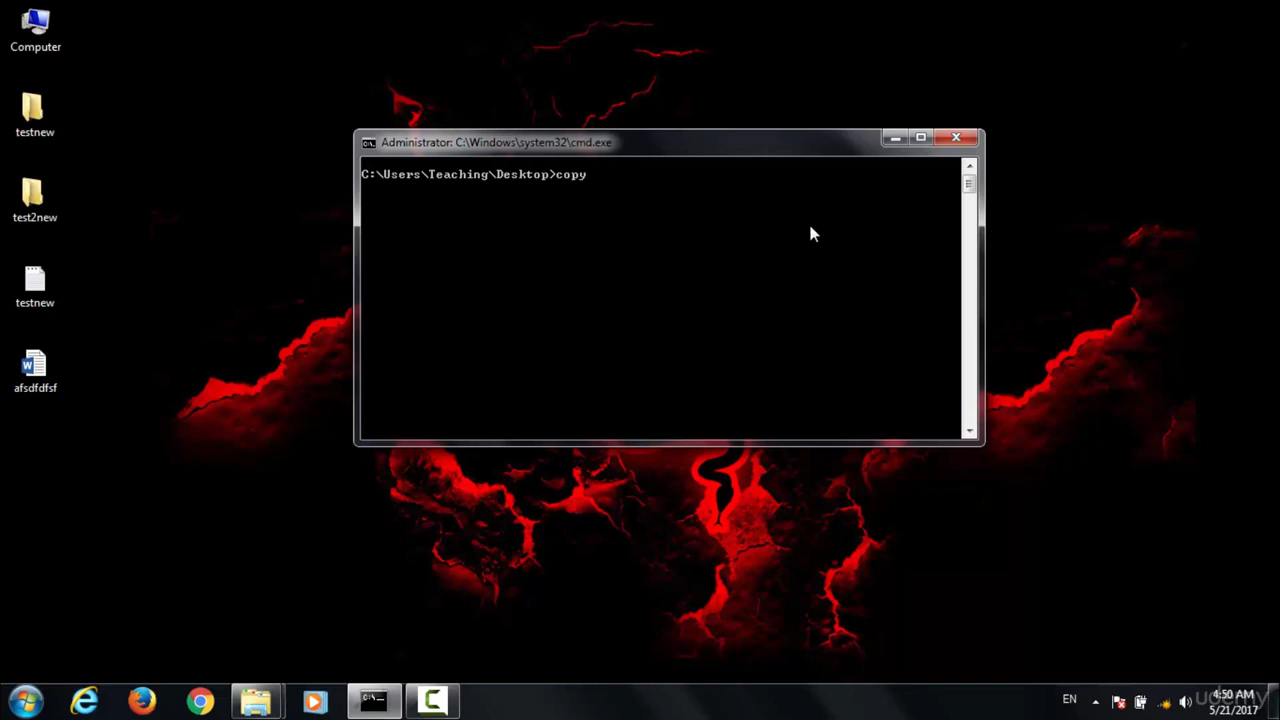 Computer
testnew
test2new
testnew
afsdfdfsf
Administrator: C:\Windows\system32\cmd.exe
C:\Users\Teaching\Desktop>copy
EN
4:50 AM
5/21/2017
udemy